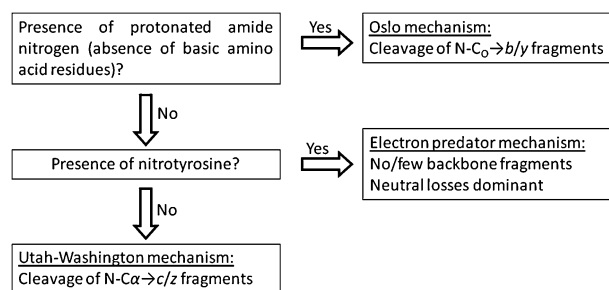 Presence of protonated amide
nitrogen (absence of basic amino
acid residues)?
Yes
Oslo mechanism:
Cleavage of N-Co→b/y fragments
No
Presence of nitrotyrosine?
Yes
Electron predator mechanism:
No/few backbone fragments
Neutral losses dominant
No
Utah-Washington mechanism:
Cleavage of N-Cα→c/z fragments